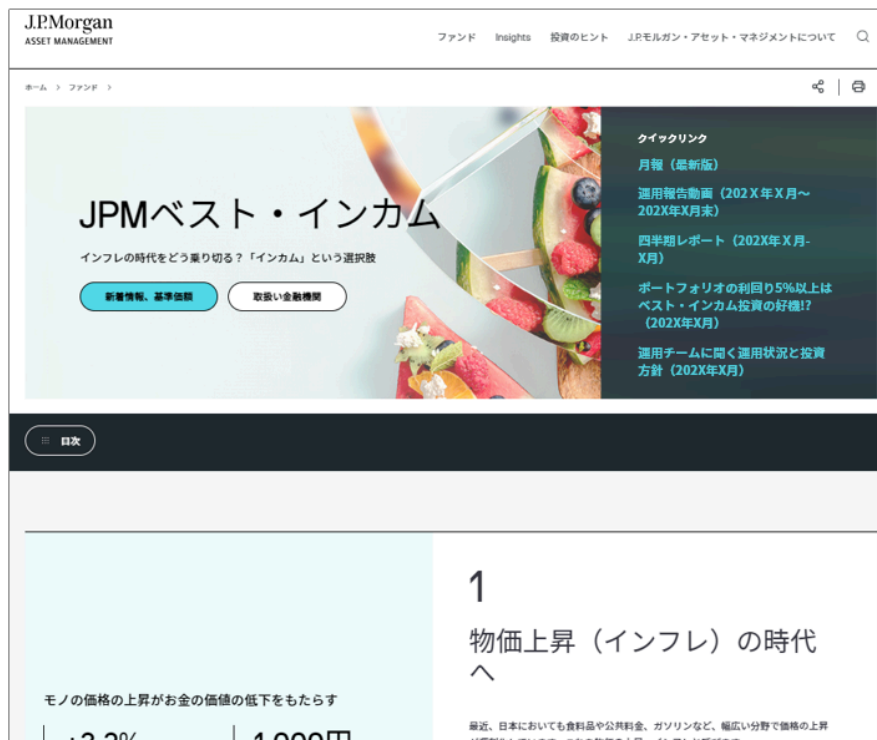 J.P.Morgan
ASSET MANAGEMENT
ファンド Insights 投資のヒント J.P.モルガン・アセット・マネジメントについて
ホーム > ファンド >
JPMベスト・インカム
インフレの時代をどう乗り切る?「インカム」という選択肢
新着情報、基準価額 取扱い金融機関
クイックリンク
月報(最新版)
運用報告動画(202X年X月~
202X年X月末)
四半期レポート(202X年X月-
X月)
ポートフォリオの利回り5%以上は
ベスト・インカム投資の好機!?
(202X年X月)
運用チームに聞く運用状況と投資
方針(202X年X月)
目次
モノの価格の上昇がお金の価値の低下をもたらす
1
物価上昇(インフレ)の時代
へ
最近、日本においても食料品や公共料金、ガソリンなど、幅広い分野で価格の上昇